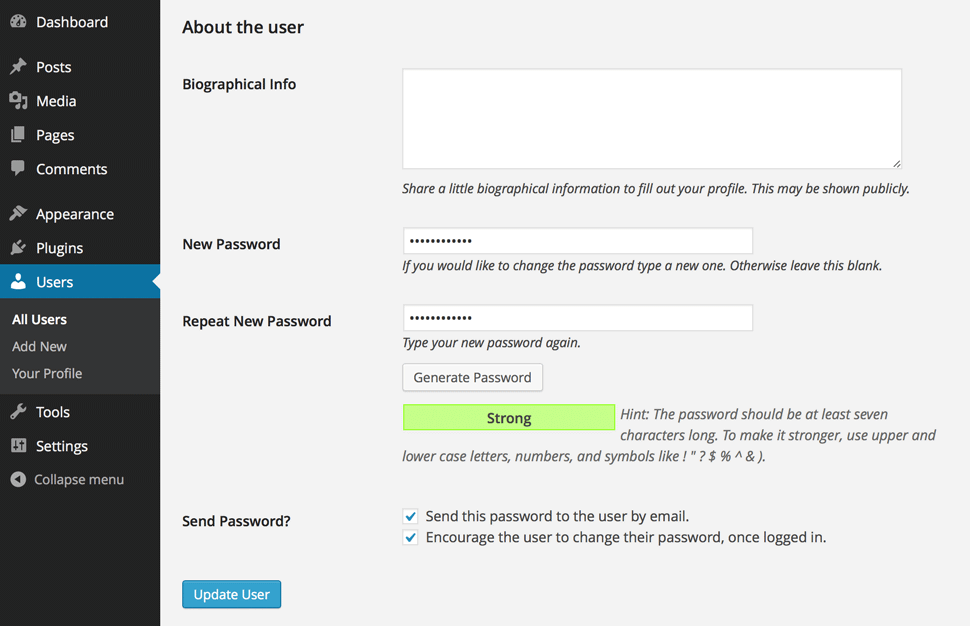 Dashboard
Posts
Media
Pages
Comments
Appearance
Plugins
Users
All Users
Add New
Your Profile
Tools
Settings
Collapse menu
About the user
Biographical Info
Share a little biographical information to fill out your profile. This may be shown publicly.
New Password
••••••••••••
If you would like to change the password type a new one. Otherwise leave this blank.
Repeat New Password
••••••••••••
Type your new password again.
Generate Password
Strong
Hint: The password should be at least seven
characters long. To make it stronger, use upper and
lower case letters, numbers, and symbols like ! " ? $ % ^ & ).
Send Password?
Send this password to the user by email.
Encourage the user to change their password, once logged in.
Update User